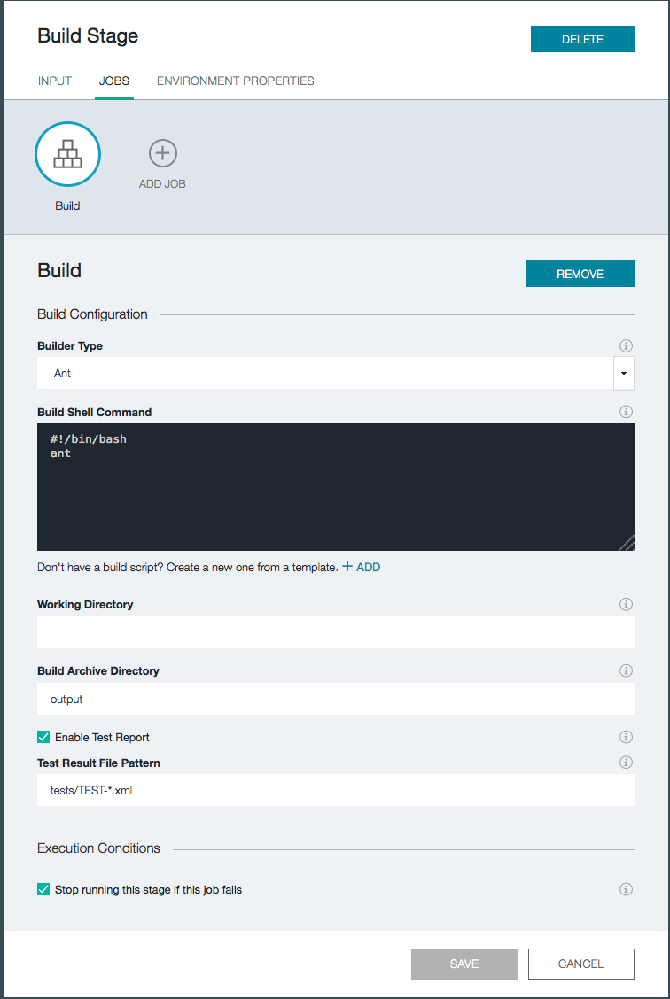 Build Stage
DELETE
INPUT JOBS ENVIRONMENT PROPERTIES
ADD JOB
Build
Build
REMOVE
Build Configuration
Builder Type
Ant
Build Shell Command
#!/bin/bash
ant
Don't have a build script? Create a new one from a template. + ADD
Working Directory
Build Archive Directory
output
Enable Test Report
Test Result File Pattern
tests/TEST-*.xml
Execution Conditions
Stop running this stage if this job fails
SAVE CANCEL